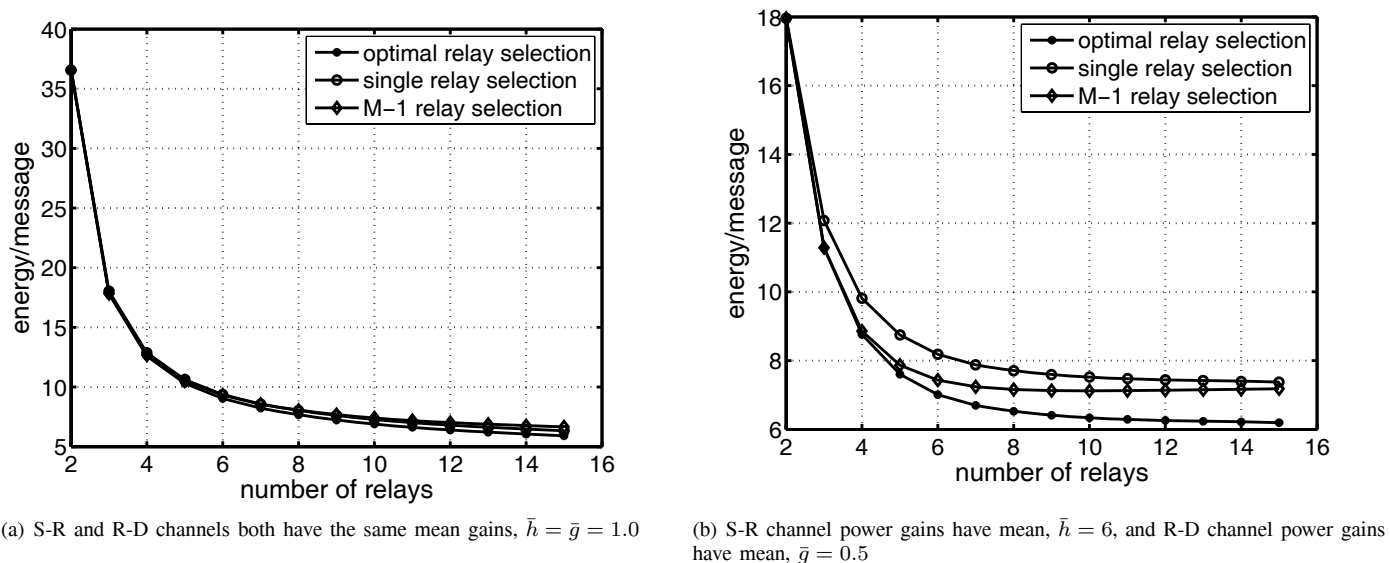 40
35
30
25
20
15
10
5
energy/message
2 4 6 8 10 12 14 16
number of relays
optimal relay selection
single relay selection
M−1 relay selection
(a) S-R and R-D channels both have the same mean gains, h̄ = ḡ = 1.0
18
16
14
12
10
8
6
energy/message
2 4 6 8 10 12 14 16
number of relays
optimal relay selection
single relay selection
M−1 relay selection
(b) S-R channel power gains have mean, h̄ = 6, and R-D channel power gains
have mean, ḡ = 0.5